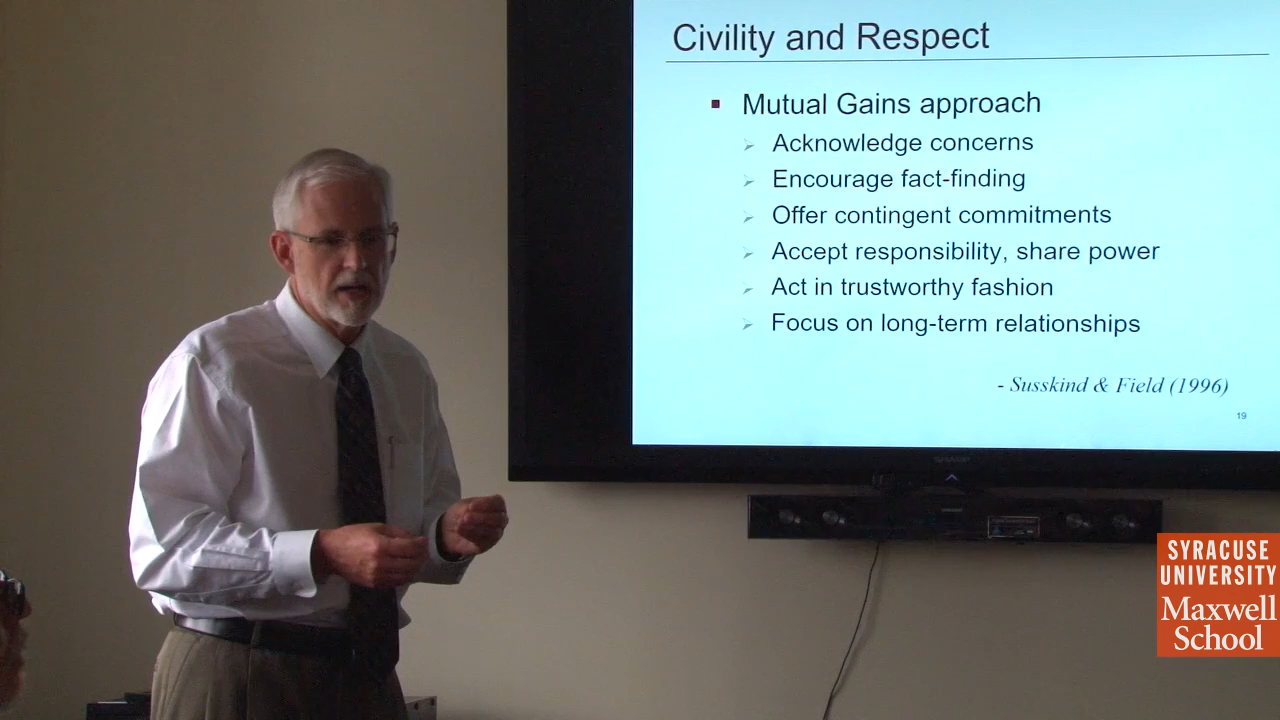 Civility and Respect
Mutual Gains approach
Acknowledge concerns
Encourage fact-finding
Offer contingent commitments
Accept responsibility, share power
Act in trustworthy fashion
Focus on long-term relationships
- Susskind & Field (1996)
19
SHARP
SYRACUSE
UNIVERSITY
Maxwell
School